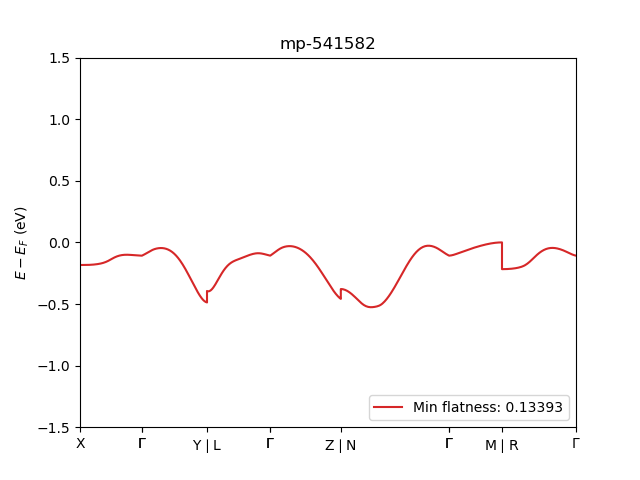 mp-541582
E − E_F (eV)
1.5
1.0
0.5
0.0
−0.5
−1.0
−1.5
Min flatness: 0.13393
X Γ Y | L Γ Z | N Γ M | R Γ